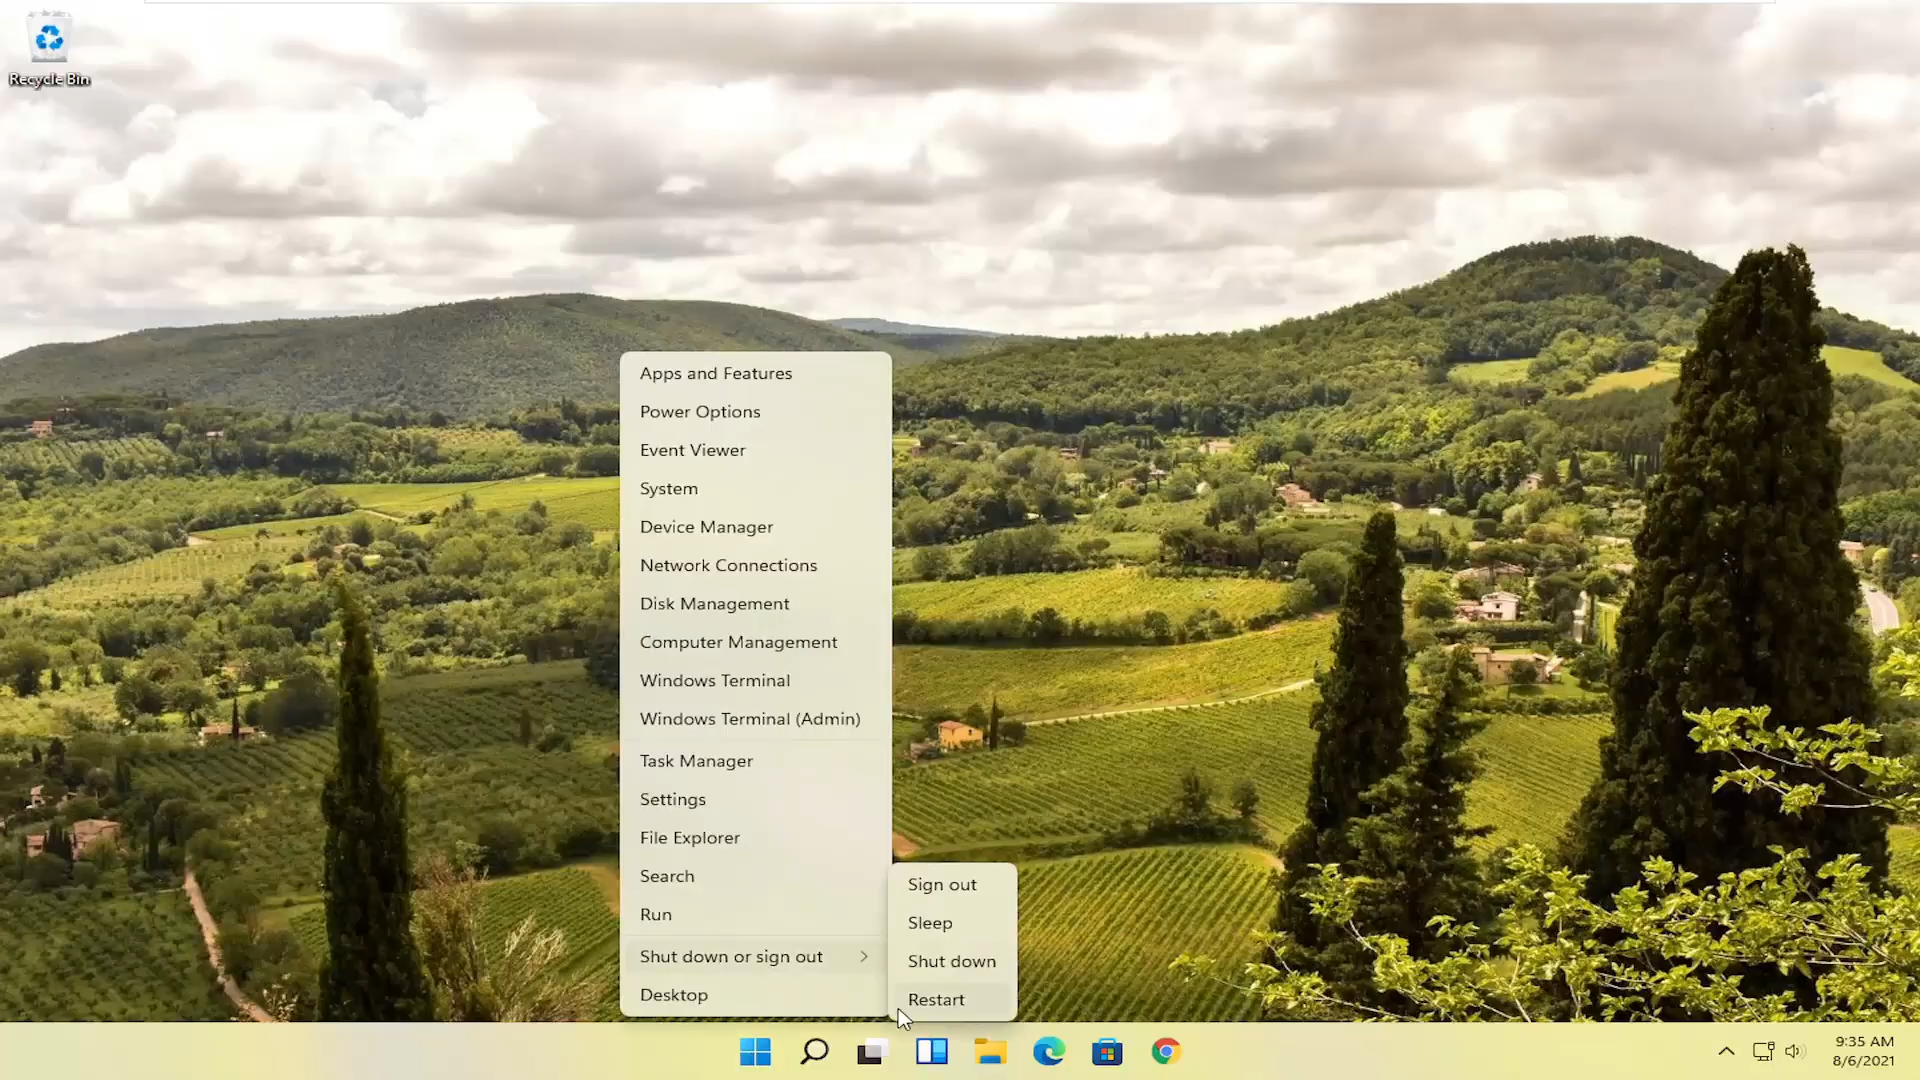 Recycle Bin
Apps and Features
Power Options
Event Viewer
System
Device Manager
Network Connections
Disk Management
Computer Management
Windows Terminal
Windows Terminal (Admin)
Task Manager
Settings
File Explorer
Search
Run
Shut down or sign out
Desktop
Sign out
Sleep
Shut down
Restart
9:35 AM
8/6/2021